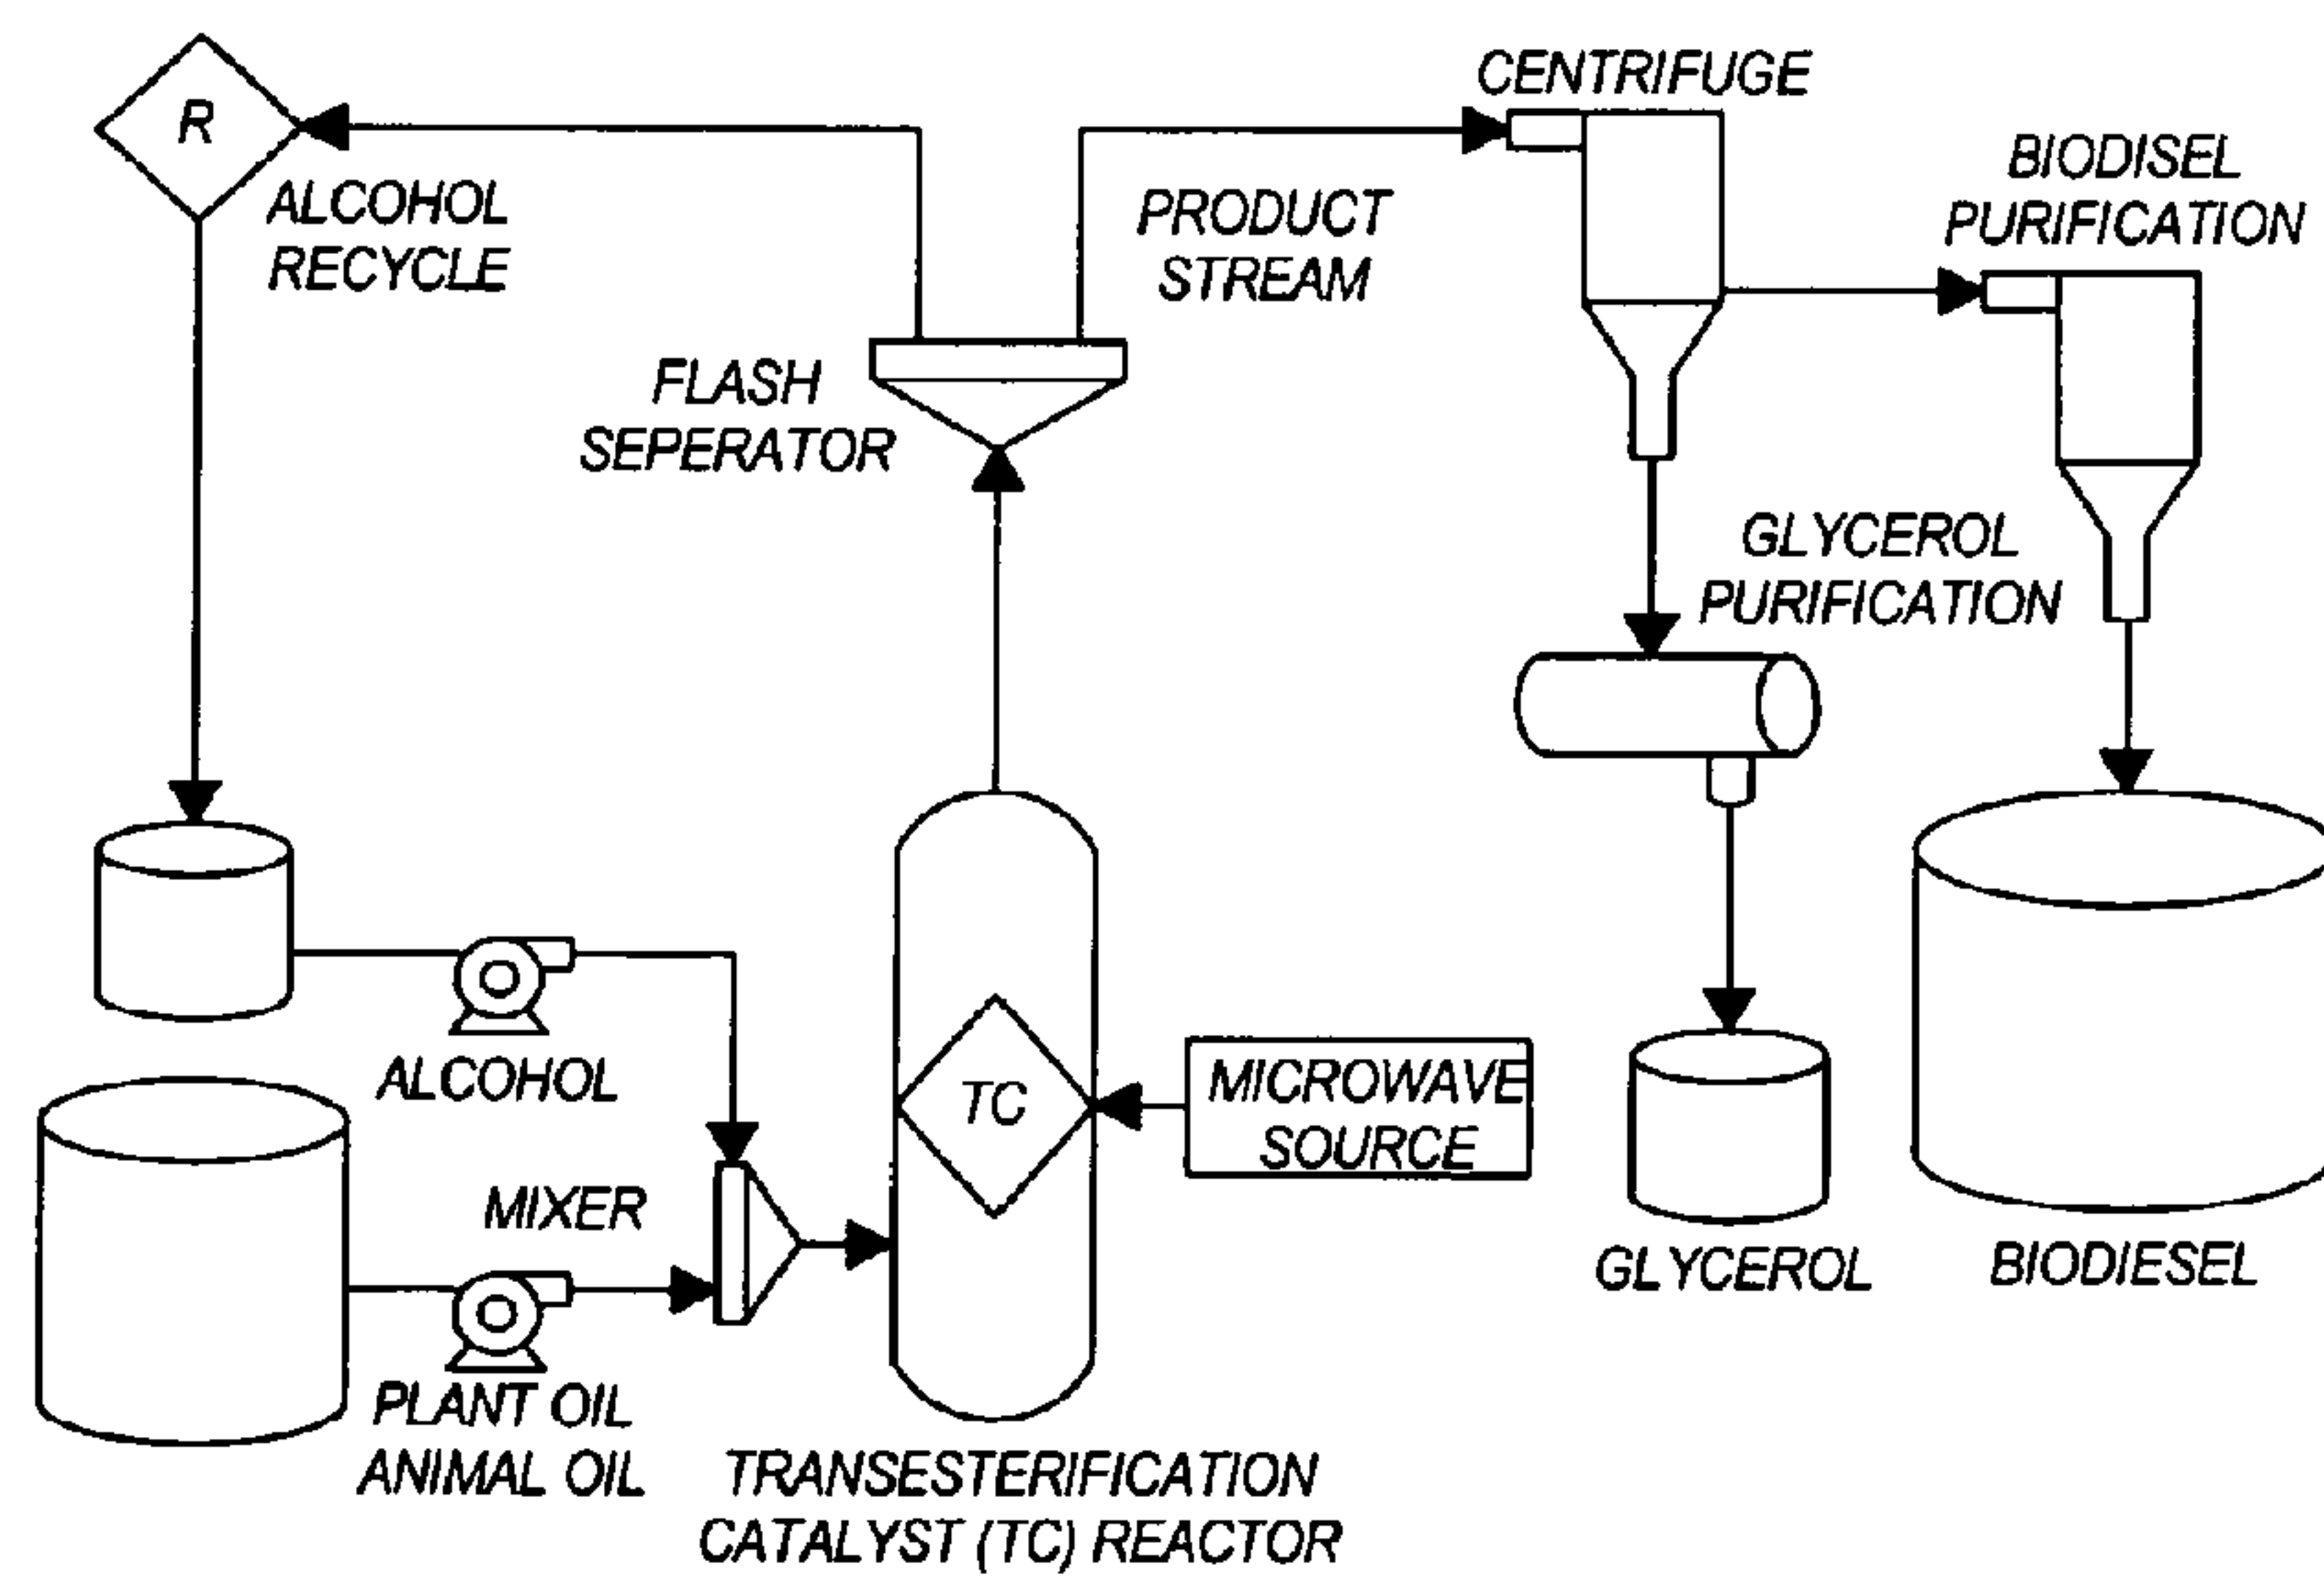 R
ALCOHOL
RECYCLE
CENTRIFUGE
PRODUCT
STREAM
BIODISEL
PURIFICATION
FLASH
SEPERATOR
GLYCEROL
PURIFICATION
ALCOHOL
TC
MICROWAVE
SOURCE
MIXER
PLANT OIL
ANIMAL OIL
TRANSESTERIFICATION
CATALYST (TC) REACTOR
GLYCEROL
BIODIESEL